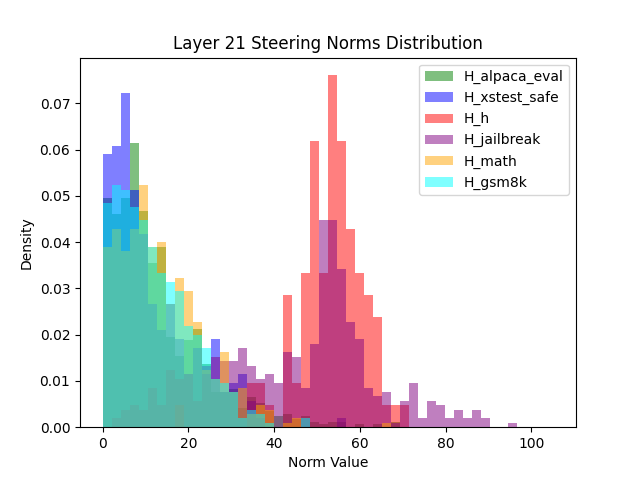 Layer 21 Steering Norms Distribution
H_alpaca_eval
H_xstest_safe
H_h
H_jailbreak
H_math
H_gsm8k
Density
0.07
0.06
0.05
0.04
0.03
0.02
0.01
0.00
0 20 40 60 80 100
Norm Value